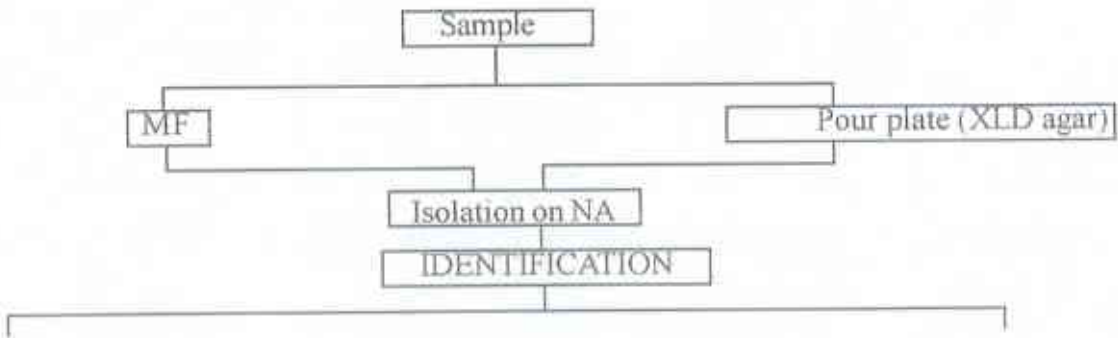 Sample
MF
Pour plate (XLD agar)
Isolation on NA
IDENTIFICATION